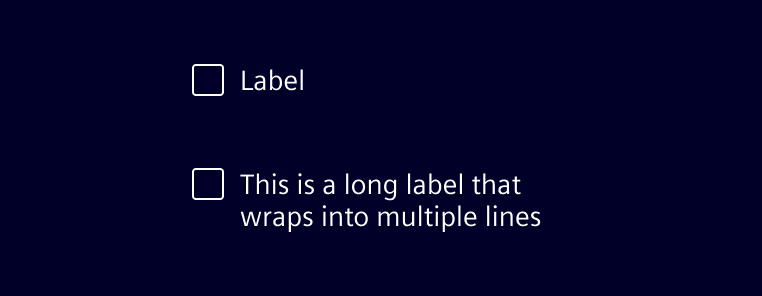 Label
This is a long label that
wraps into multiple lines